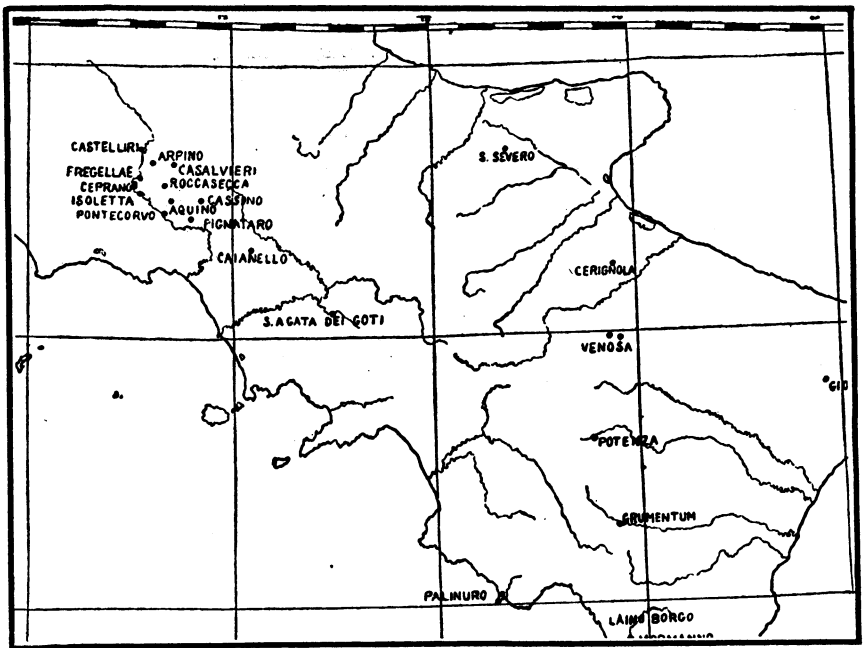 CASTELLIRI
ARPINO
CASALVIERI
FREGELLAE
CEPRANO
ROCCASECCA
ISOLETTA
CASSINO
PONTECORVO
AQUINO
PIGNATARO
CAIANELLO
S. SEVERO
CERIGNOLA
S. AGATA DEI GOTI
VENOSA
GIO
POTENZA
GRUMENTUM
PALINURO
LAINO BORGO